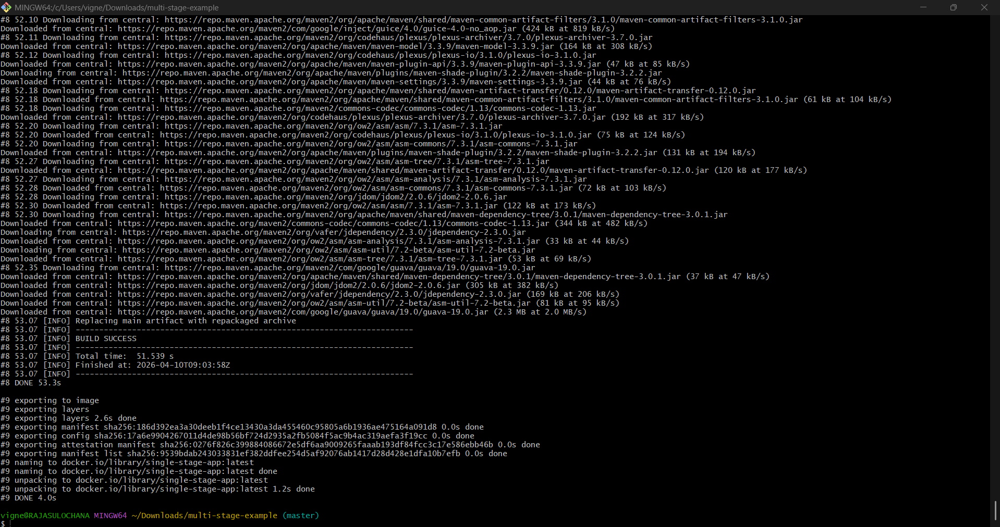 MINGW64:/c/Users/vigne/Downloads/multi-stage-example
#8 52.10 Downloading from central: https://repo.maven.apache.org/maven2/org/apache/maven/shared/maven-common-artifact-filters/3.1.0/maven-common-artifact-filters-3.1.0.jar
Downloaded from central: https://repo.maven.apache.org/maven2/com/google/inject/guice/4.0/guice-4.0-no_aop.jar (424 kB at 819 kB/s)
#8 52.11 Downloading from central: https://repo.maven.apache.org/maven2/org/codehaus/plexus/plexus-archiver/3.7.0/plexus-archiver-3.7.0.jar
Downloaded from central: https://repo.maven.apache.org/maven2/org/apache/maven/maven-model/3.3.9/maven-model-3.3.9.jar (164 kB at 308 kB/s)
#8 52.12 Downloading from central: https://repo.maven.apache.org/maven2/org/codehaus/plexus/plexus-io/3.1.0/plexus-io-3.1.0.jar
Downloaded from central: https://repo.maven.apache.org/maven2/org/apache/maven/maven-plugin-api/3.3.9/maven-plugin-api-3.3.9.jar (47 kB at 85 kB/s)
Downloading from central: https://repo.maven.apache.org/maven2/org/apache/maven/plugins/maven-shade-plugin/3.2.2/maven-shade-plugin-3.2.2.jar
Downloaded from central: https://repo.maven.apache.org/maven2/org/apache/maven/maven-settings/3.3.9/maven-settings-3.3.9.jar (44 kB at 76 kB/s)
#8 52.18 Downloading from central: https://repo.maven.apache.org/maven2/org/apache/maven/shared/maven-artifact-transfer/0.12.0/maven-artifact-transfer-0.12.0.jar
#8 52.18 Downloaded from central: https://repo.maven.apache.org/maven2/org/apache/maven/shared/maven-common-artifact-filters/3.1.0/maven-common-artifact-filters-3.1.0.jar (61 kB at 104 kB/s)
#8 52.18 Downloading from central: https://repo.maven.apache.org/maven2/commons-codec/commons-codec/1.13/commons-codec-1.13.jar
Downloaded from central: https://repo.maven.apache.org/maven2/org/codehaus/plexus/plexus-archiver/3.7.0/plexus-archiver-3.7.0.jar (192 kB at 317 kB/s)
#8 52.20 Downloading from central: https://repo.maven.apache.org/maven2/org/ow2/asm/asm/7.3.1/asm-7.3.1.jar
#8 52.20 Downloaded from central: https://repo.maven.apache.org/maven2/org/codehaus/plexus/plexus-io/3.1.0/plexus-io-3.1.0.jar (75 kB at 124 kB/s)
#8 52.20 Downloading from central: https://repo.maven.apache.org/maven2/org/ow2/asm/asm-commons/7.3.1/asm-commons-7.3.1.jar
Downloaded from central: https://repo.maven.apache.org/maven2/org/apache/maven/plugins/maven-shade-plugin/3.2.2/maven-shade-plugin-3.2.2.jar (131 kB at 194 kB/s)
#8 52.27 Downloading from central: https://repo.maven.apache.org/maven2/org/ow2/asm/asm-tree/7.3.1/asm-tree-7.3.1.jar
Downloaded from central: https://repo.maven.apache.org/maven2/org/apache/maven/shared/maven-artifact-transfer/0.12.0/maven-artifact-transfer-0.12.0.jar (120 kB at 177 kB/s)
#8 52.27 Downloading from central: https://repo.maven.apache.org/maven2/org/ow2/asm/asm-analysis/7.3.1/asm-analysis-7.3.1.jar
#8 52.28 Downloaded from central: https://repo.maven.apache.org/maven2/org/ow2/asm/asm-commons/7.3.1/asm-commons-7.3.1.jar (72 kB at 103 kB/s)
#8 52.28 Downloading from central: https://repo.maven.apache.org/maven2/org/jdom/jdom2/2.0.6/jdom2-2.0.6.jar
#8 52.30 Downloaded from central: https://repo.maven.apache.org/maven2/org/ow2/asm/asm/7.3.1/asm-7.3.1.jar (122 kB at 173 kB/s)
#8 52.30 Downloading from central: https://repo.maven.apache.org/maven2/org/apache/maven/shared/maven-dependency-tree/3.0.1/maven-dependency-tree-3.0.1.jar
Downloaded from central: https://repo.maven.apache.org/maven2/commons-codec/commons-codec/1.13/commons-codec-1.13.jar (344 kB at 482 kB/s)
Downloading from central: https://repo.maven.apache.org/maven2/org/vafer/jdependency/2.3.0/jdependency-2.3.0.jar
Downloaded from central: https://repo.maven.apache.org/maven2/org/ow2/asm/asm-analysis/7.3.1/asm-analysis-7.3.1.jar (33 kB at 44 kB/s)
Downloading from central: https://repo.maven.apache.org/maven2/org/ow2/asm/asm-util/7.2-beta/asm-util-7.2-beta.jar
Downloaded from central: https://repo.maven.apache.org/maven2/org/ow2/asm/asm-tree/7.3.1/asm-tree-7.3.1.jar (53 kB at 69 kB/s)
#8 52.35 Downloading from central: https://repo.maven.apache.org/maven2/com/google/guava/guava/19.0/guava-19.0.jar
Downloaded from central: https://repo.maven.apache.org/maven2/org/apache/maven/shared/maven-dependency-tree/3.0.1/maven-dependency-tree-3.0.1.jar (37 kB at 47 kB/s)
Downloaded from central: https://repo.maven.apache.org/maven2/org/jdom/jdom2/2.0.6/jdom2-2.0.6.jar (305 kB at 382 kB/s)
Downloaded from central: https://repo.maven.apache.org/maven2/org/vafer/jdependency/2.3.0/jdependency-2.3.0.jar (169 kB at 206 kB/s)
Downloaded from central: https://repo.maven.apache.org/maven2/org/ow2/asm/asm-util/7.2-beta/asm-util-7.2-beta.jar (81 kB at 95 kB/s)
Downloaded from central: https://repo.maven.apache.org/maven2/com/google/guava/guava/19.0/guava-19.0.jar (2.3 MB at 2.0 MB/s)
#8 53.07 [INFO] Replacing main artifact with repackaged archive
#8 53.07 [INFO] ------------------------------------------------------------------------
#8 53.07 [INFO] BUILD SUCCESS
#8 53.07 [INFO] ------------------------------------------------------------------------
#8 53.07 [INFO] Total time:  51.539 s
#8 53.07 [INFO] Finished at: 2026-04-10T09:03:58Z
#8 53.07 [INFO] ------------------------------------------------------------------------
#8 DONE 53.3s
#9 exporting to image
#9 exporting layers
#9 exporting layers 2.6s done
#9 exporting manifest sha256:186d392ea3a30deeb1f4ce13430a3da455460c95805a6b1936ae475164a091d8 0.0s done
#9 exporting config sha256:17a6e9904267011d4de98b56bf724d2935a2fb5084f5ac9b4ac319aefa3f19cc 0.0s done
#9 exporting attestation manifest sha256:0276f826c399884086672e5df6aa9009265faaab193df84fcc3c17e586ebb46b 0.0s done
#9 exporting manifest list sha256:9539bdab243033831ef382ddfee254d5af92076ab1417d28d428e1dfa10b7efb 0.0s done
#9 naming to docker.io/library/single-stage-app:latest
#9 naming to docker.io/library/single-stage-app:latest done
#9 unpacking to docker.io/library/single-stage-app:latest
#9 unpacking to docker.io/library/single-stage-app:latest 1.2s done
#9 DONE 4.0s
vigne@RAJASULOCHANA MINGW64 ~/Downloads/multi-stage-example (master)
$